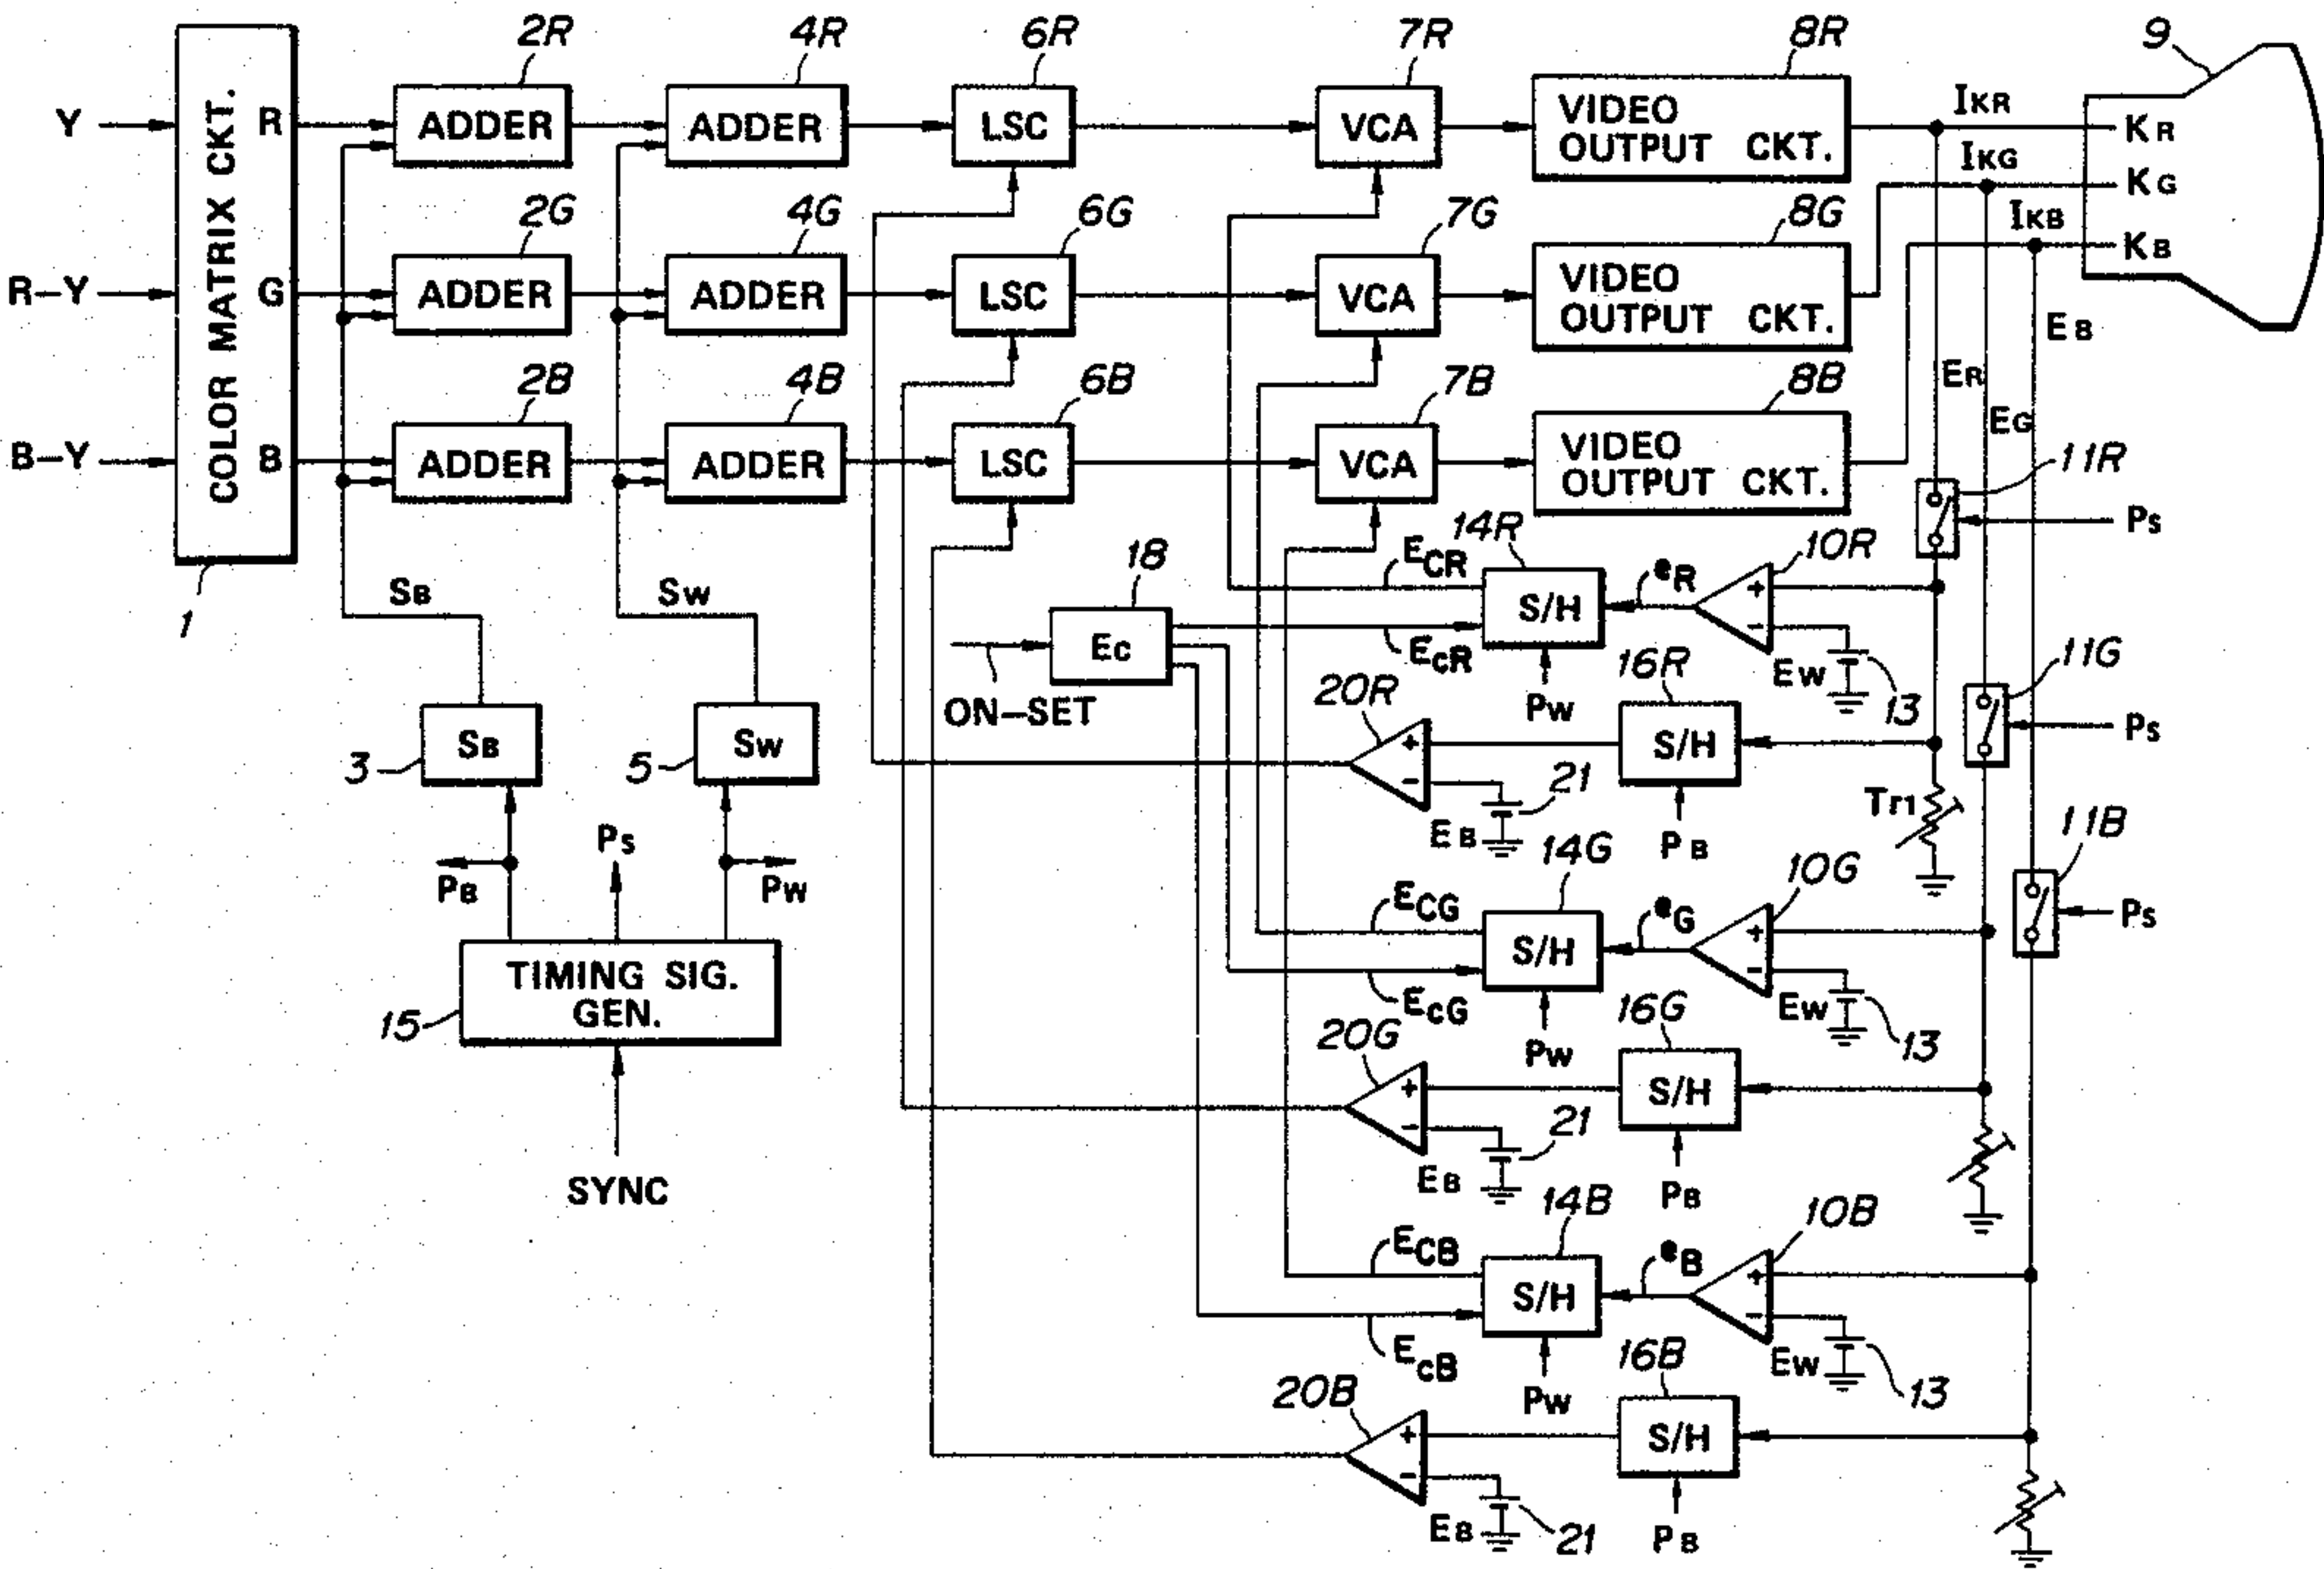 2R 4R 6R 7R 8R 9
Y R ADDER ADDER LSC VCA VIDEO OUTPUT CKT. IKR KR
COLOR MATRIX CKT.
IKG KG
2G 4G 6G 7G 8G IKB KB
R-Y G ADDER ADDER LSC VCA VIDEO OUTPUT CKT. EB
2B 4B 6B 7B 8B ER
EG
B-Y B ADDER ADDER LSC VCA VIDEO OUTPUT CKT. 11R
PS
1 SB SW 18 ECR 14R eR 10R
EC S/H + −
ON-SET EcR PW EW 13 11G
20R 16R
3 SB 5 SW + − S/H PS
EB 21 PB Tr1
PB PS PW 11B
ECG 14G eG 10G PS
TIMING SIG. GEN. S/H + −
15 EcG PW EW 13
20G 16G
+ − S/H
EB 21 PB
SYNC
ECB 14B eB 10B
S/H + −
EcB PW EW 13
20B 16B
+ − S/H
EB 21 PB